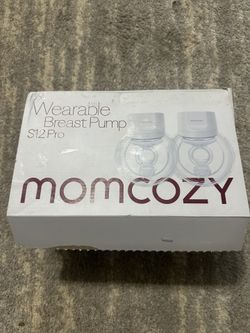 Wearable
Breast Pump
S12 Pro
momcozy